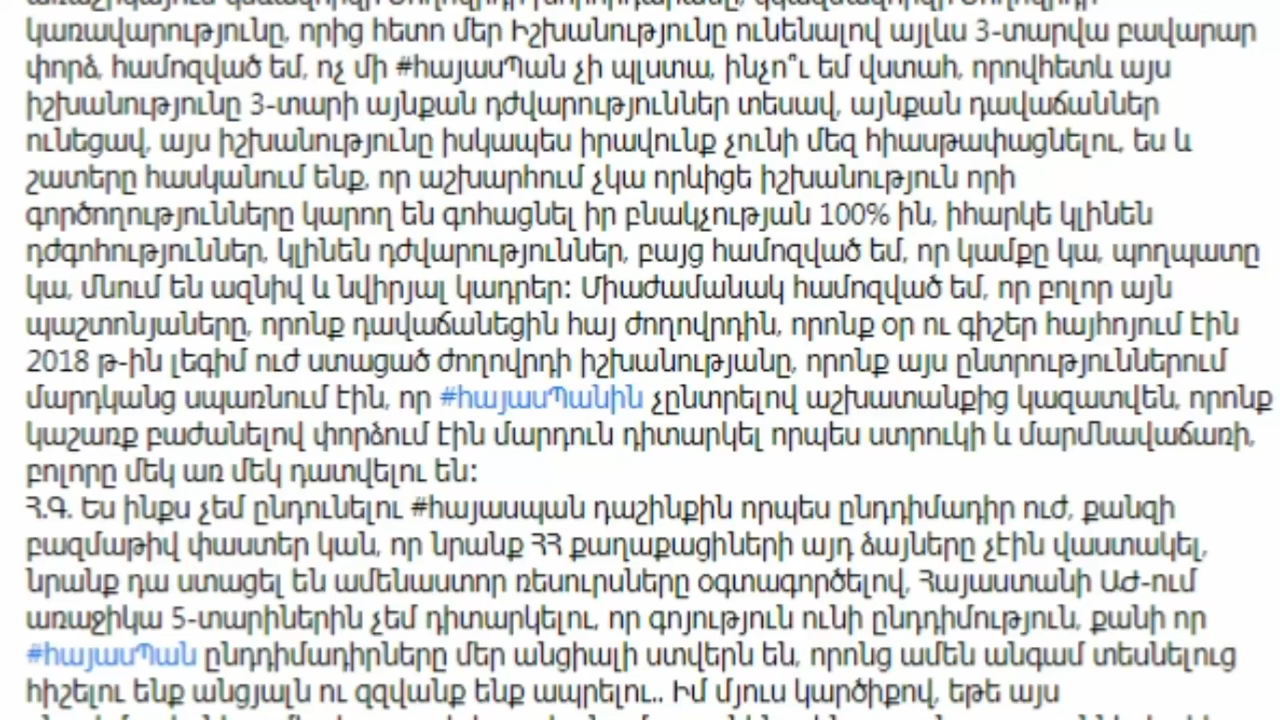 կառավարությունը, որից հետո մեր Իշխանությունը ունենալով այլևս 3-տարվա բավարար
փորձ, համոզված եմ, ոչ մի #հայասՊան չի պլստա, ինչո՞ւ եմ վստահ, որովհետև այս
իշխանությունը 3-տարի այնքան դժվարություններ տեսավ, այնքան դավաճաններ
ունեցավ, այս իշխանությունը իսկապես իրավունք չունի մեզ հիասթափացնելու, ես և
շատերը հասկանում ենք, որ աշխարհում չկա որևիցե իշխանություն որի
գործողությունները կարող են գոհացնել իր բնակչության 100% ին, իհարկե կլինեն
դժգոհություններ, կլինեն դժվարություններ, բայց համոզված եմ, որ կամքը կա, պողպատը
կա, մնում են ազնիվ և նվիրյալ կադրեր: Միաժամանակ համոզված եմ, որ բոլոր այն
պաշտոնյաները, որոնք դավաճանեցին հայ ժողովրդին, որոնք օր ու գիշեր հայհոյում էին
2018 թ-ին լեգիմ ուժ ստացած ժողովրդի իշխանությանը, որոնք այս ընտրություններում
մարդկանց սպառնում էին, որ #հայասՊանին չընտրելով աշխատանքից կազատվեն, որոնք
կաշառք բաժանելով փորձում էին մարդուն դիտարկել որպես ստրուկի և մարմնավաճառի,
բոլորը մեկ առ մեկ դատվելու են:
Հ.Գ. Ես ինքս չեմ ընդունելու #հայասպան դաշինքին որպես ընդդիմադիր ուժ, քանզի
բազմաթիվ փաստեր կան, որ նրանք ՀՀ քաղաքացիների այդ ձայները չէին վաստակել,
նրանք դա ստացել են ամենաստոր ռեսուրսները օգտագործելով, Հայաստանի ԱԺ-ում
առաջիկա 5-տարիներին չեմ դիտարկելու, որ գոյություն ունի ընդդիմություն, քանի որ
#հայասՊան ընդդիմադիրները մեր անցիալի ստվերն են, որոնց ամեն անգամ տեսնելուց
հիշելու ենք անցյալն ու զզվանք ենք ապրելու.. Իմ մյուս կարծիքով, եթե այս